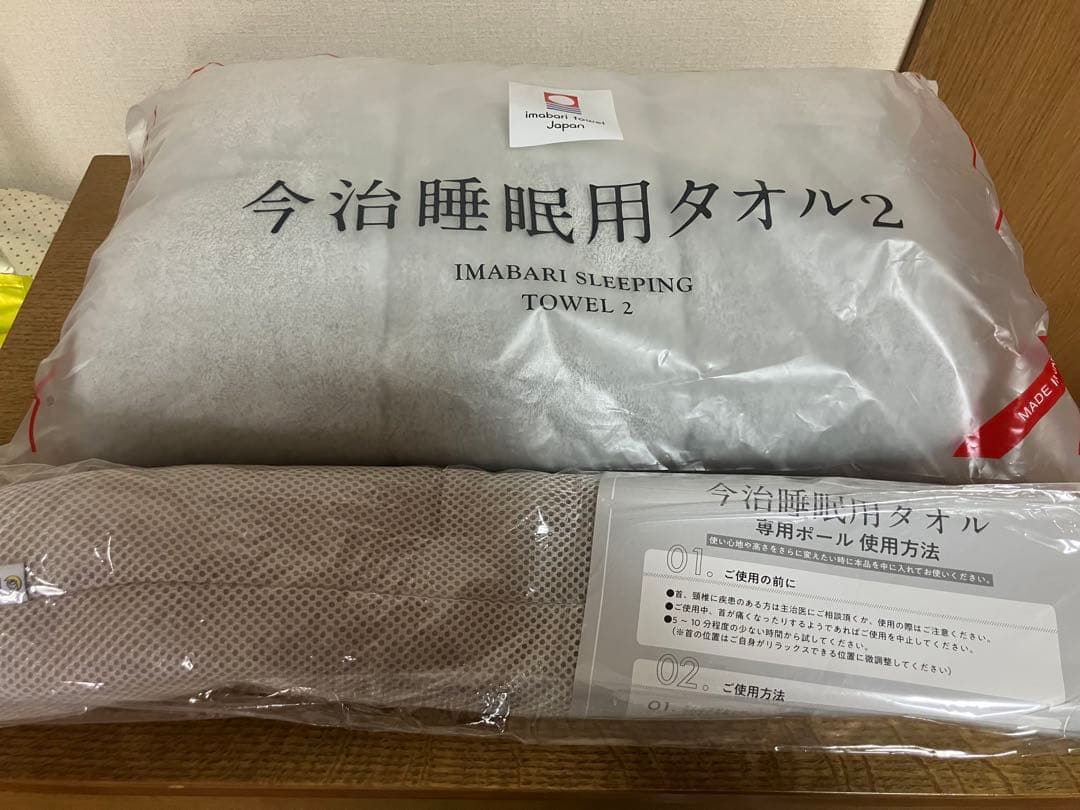 imabari towel
Japan
今治睡眠用タオル2
IMABARI SLEEPING
TOWEL 2
MADE IN
今治睡眠用タオル
専用ポール 使用方法
使い心地や高さをさらに変えたい時に本品を中に入れてお使いください。
01. ご使用の前に
●首、頸椎に疾患のある方は主治医にご相談頂くか、使用の際はご注意ください。
●ご使用中、首が痛くなったりするようであればご使用を中止してください。
●5〜10分程度の少ない時間から試してください。
(※首の位置はご自身がリラックスできる位置に微調整してください)
02. ご使用方法
01.